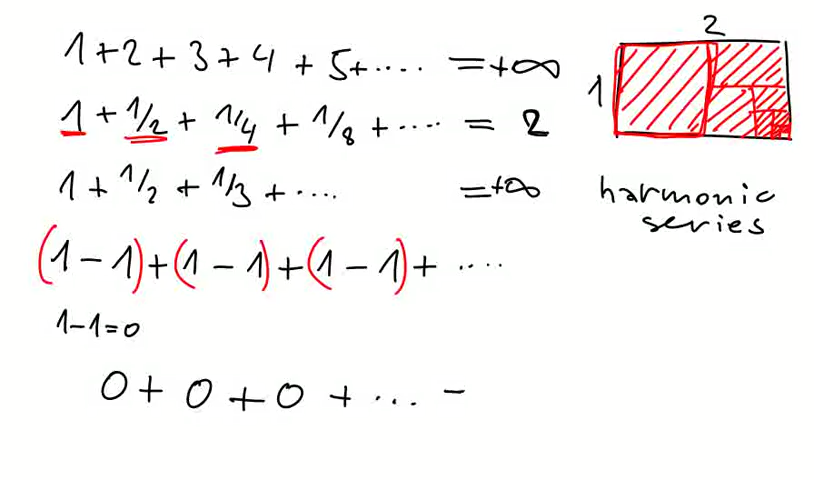 1+2+3+4+5+.... =+∞
1+1/2+1/4+1/8+.... = 2
1+1/2+1/3+.... =+∞
(1-1)+(1-1)+(1-1)+ ....
1-1=0
0+0+0+... -
2
1
harmonic
series